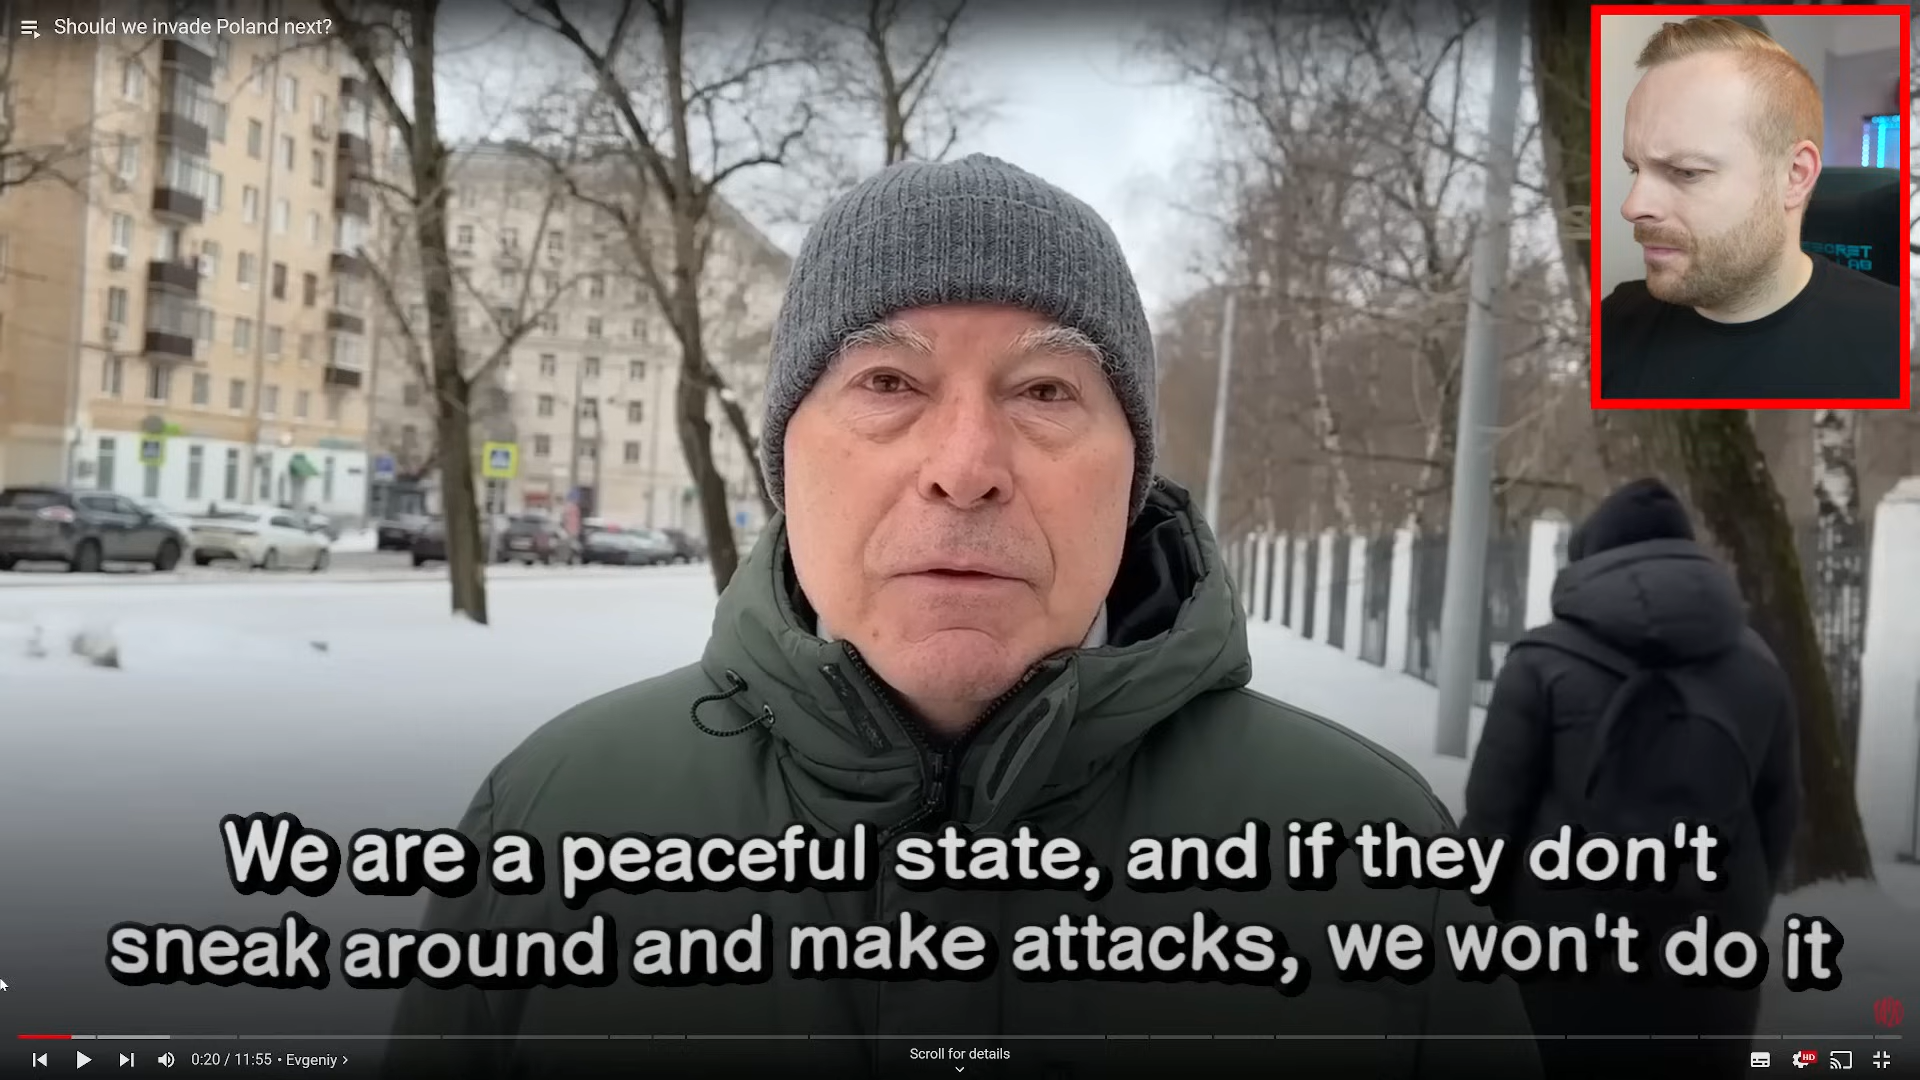 Should we invade Poland next?
We are a peaceful state, and if they don't
sneak around and make attacks, we won't do it
0:20 / 11:55 • Evgeniy >
Scroll for details
HD